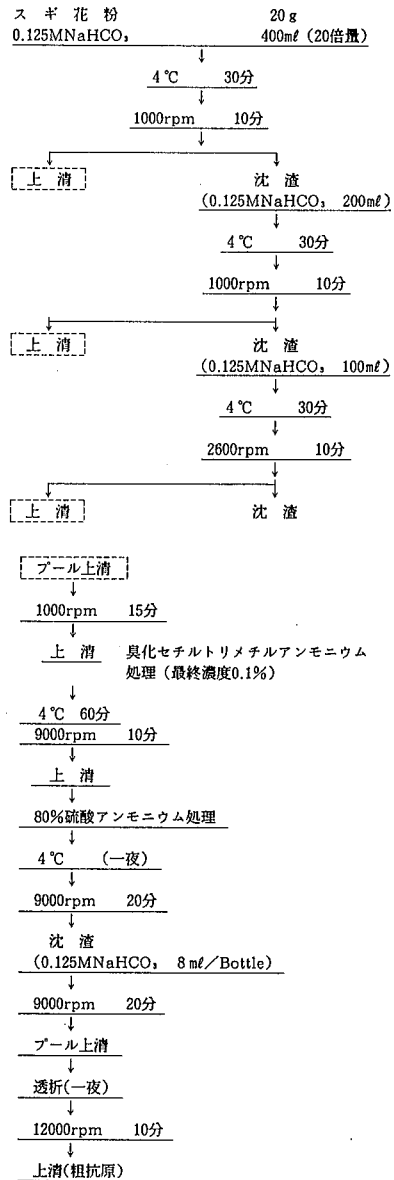 スギ花粉 20g
0.125MNaHCO₃ 400mℓ (20倍量)
4℃ 30分
1000rpm 10分
上清 沈渣
(0.125MNaHCO₃ 200mℓ)
4℃ 30分
1000rpm 10分
上清 沈渣
(0.125MNaHCO₃ 100mℓ)
4℃ 30分
2600rpm 10分
上清 沈渣
プール上清
1000rpm 15分
上清 臭化セチルトリメチルアンモニウム
処理(最終濃度0.1%)
4℃ 60分
9000rpm 10分
上清
80%硫酸アンモニウム処理
4℃ (一夜)
9000rpm 20分
沈渣
(0.125MNaHCO₃ 8mℓ/Bottle)
9000rpm 20分
プール上清
透析(一夜)
12000rpm 10分
上清(粗抗原)